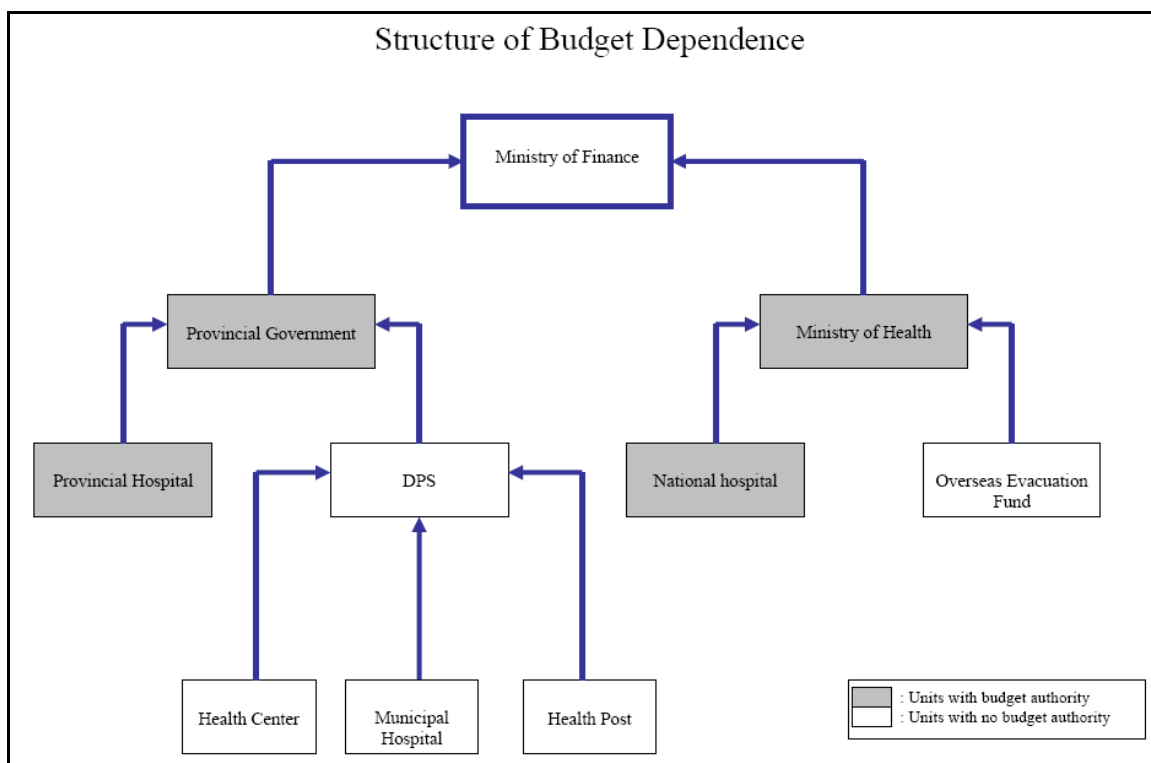 Structure of Budget Dependence
Ministry of Finance
Provincial Government
Ministry of Health
Provincial Hospital
DPS
National hospital
Overseas Evacuation
Fund
Health Center
Municipal
Hospital
Health Post
: Units with budget authority
: Units with no budget authority